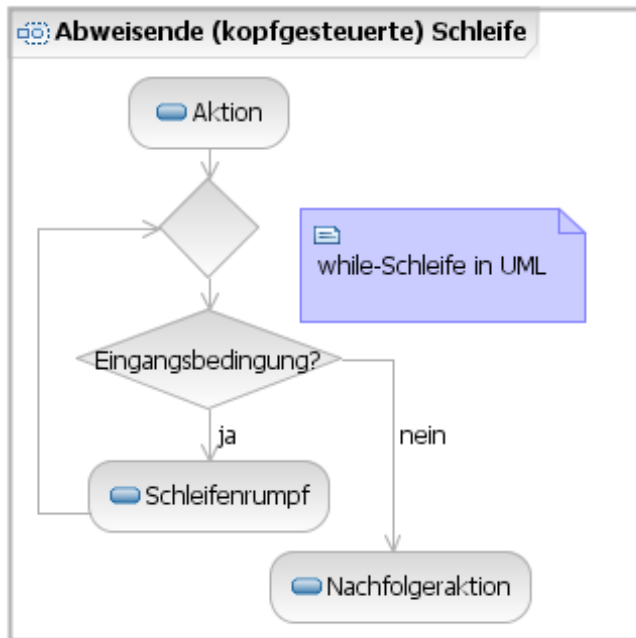 Abweisende (kopfgesteuerte) Schleife
Aktion
while-Schleife in UML
Eingangsbedingung?
ja
nein
Schleifenrumpf
Nachfolgeraktion